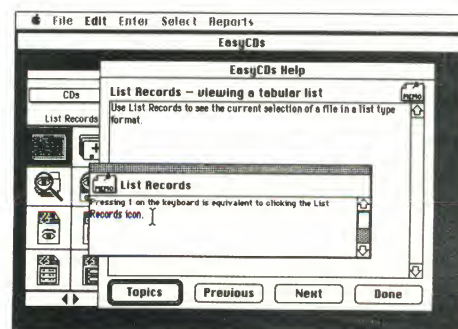 File Edit Enter Select Reports
EasyCDs
EasyCDs Help
CDs
List Records
List Records – viewing a tabular list
MEMO
Use List Records to see the current selection of a file in a list type
format.
MEMO
List Records
Pressing 1 on the keyboard is equivalent to clicking the List
Records icon.
Topics
Previous
Next
Done